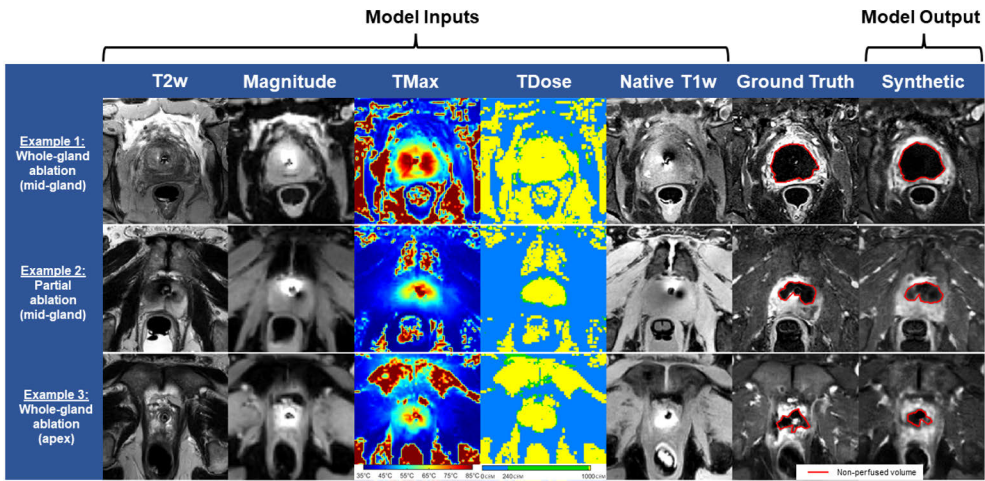 Model Inputs
Model Output
T2w
Magnitude
TMax
TDose
Native T1w
Ground Truth
Synthetic
Example 1:
Whole-gland
ablation
(mid-gland)
Example 2:
Partial
ablation
(mid-gland)
Example 3:
Whole-gland
ablation
(apex)
35°C 45°C 55°C 65°C 75°C 85°C
0 CEM 240 CEM 1000 CEM
Non-perfused volume